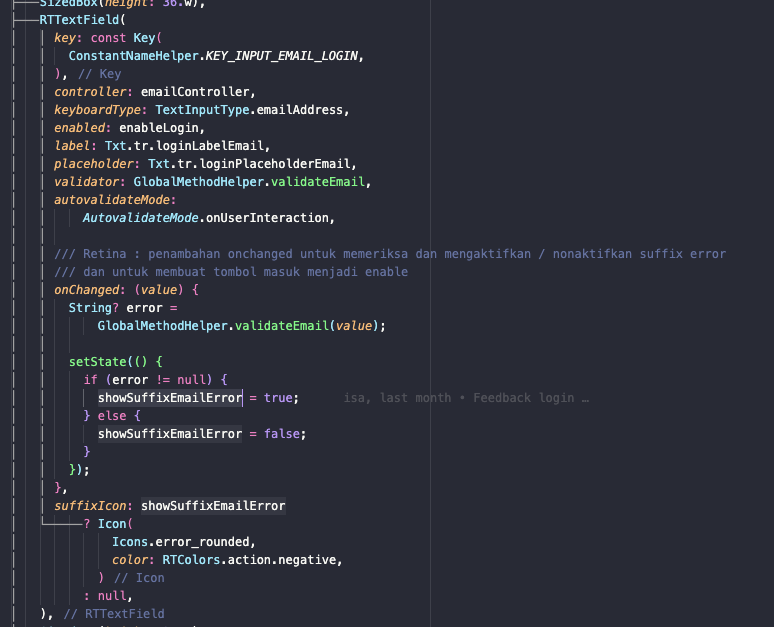 SizedBox(height: 36.w),
RTTextField(
key: const Key(
ConstantNameHelper.KEY_INPUT_EMAIL_LOGIN,
), // Key
controller: emailController,
keyboardType: TextInputType.emailAddress,
enabled: enableLogin,
label: Txt.tr.loginLabelEmail,
placeholder: Txt.tr.loginPlaceholderEmail,
validator: GlobalMethodHelper.validateEmail,
autovalidateMode:
AutovalidateMode.onUserInteraction,
/// Retina : penambahan onchanged untuk memeriksa dan mengaktifkan / nonaktifkan suffix error
/// dan untuk membuat tombol masuk menjadi enable
onChanged: (value) {
String? error =
GlobalMethodHelper.validateEmail(value);
setState(() {
if (error != null) {
showSuffixEmailError = true; isa, last month • Feedback login …
} else {
showSuffixEmailError = false;
}
});
},
suffixIcon: showSuffixEmailError
? Icon(
Icons.error_rounded,
color: RTColors.action.negative,
) // Icon
: null,
), // RTTextField